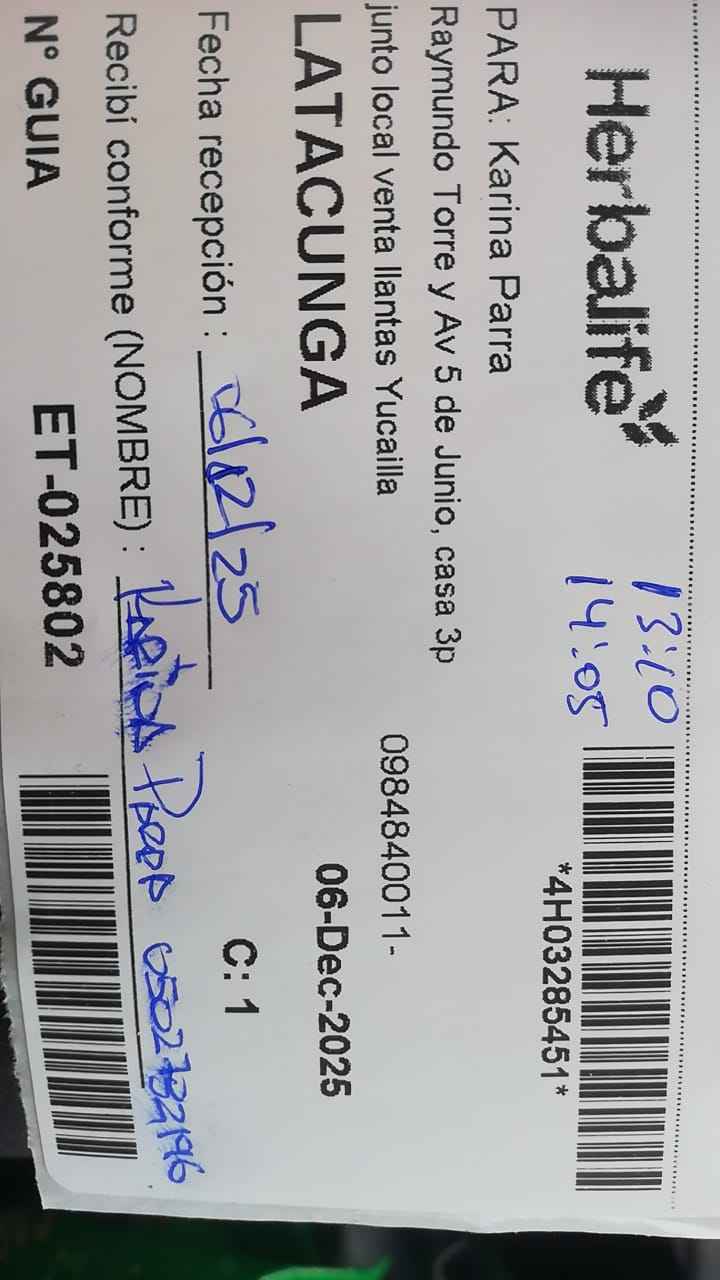 Herbalife
13:10
14:05
*4H03285451*
PARA: Karina Parra
Raymundo Torre y Av 5 de Junio, casa 3p
junto local venta llantas Yucailla
0984840011-
LATACUNGA
06-Dec-2025
Fecha recepción : 06/12/25
C: 1
Recibí conforme (NOMBRE) : Karina Parra
N° GUIA ET-025802